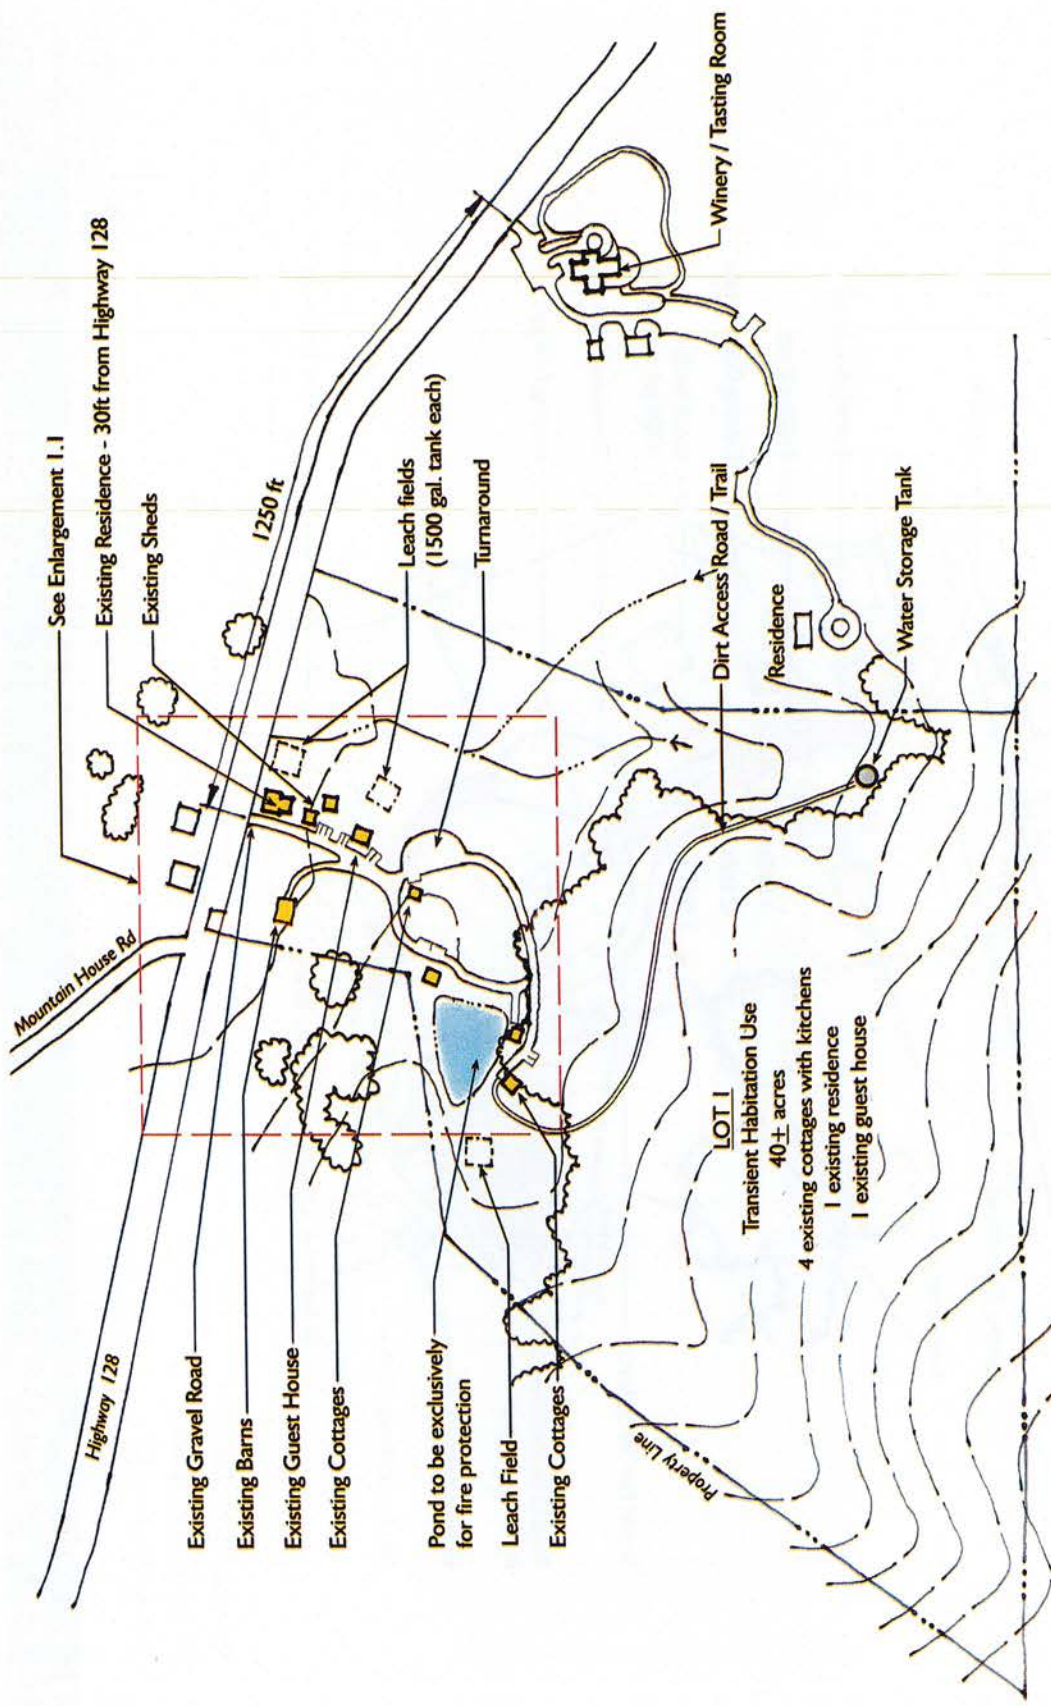 See Enlargement 1.1
Existing Residence - 30ft from Highway 128
Existing Sheds
1250 ft
Leach fields
(1500 gal. tank each)
Turnaround
Winery / Tasting Room
Dirt Access Road / Trail
Residence
Water Storage Tank
Mountain House Rd
Highway 128
Existing Gravel Road
Existing Barns
Existing Guest House
Existing Cottages
Pond to be exclusively
for fire protection
Leach Field
Existing Cottages
Property Line
LOT 1
Transient Habitation Use
40± acres
4 existing cottages with kitchens
1 existing residence
1 existing guest house